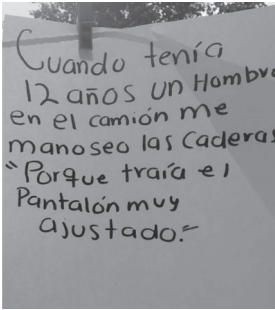 Cuando tenía
12 años un Hombre
en el camión me
manoseo las Caderas
"Porque traía el
Pantalón muy
ajustado."